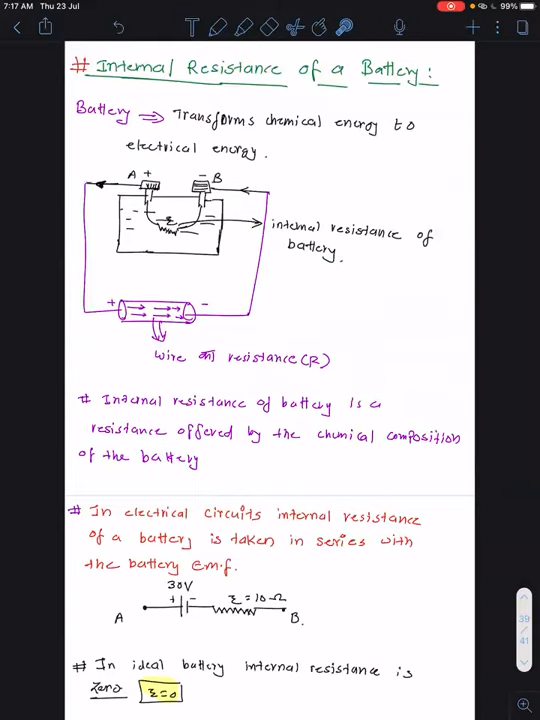 7:17 AM Thu 23 Jul
99%
# Internal Resistance of a Battery:
Battery ⇒ Transforms chemical energy to
electrical energy.
A + - B
r
internal resistance of
battery.
+ -
Wire का resistance (R)
# Internal resistance of battery is a
resistance offered by the chumical composition
of the battery
# In electrical circuits internal resistance
of a battery is taken in series with
the battery e.m.f.
30V
+ - r = 10 Ω
A B.
# In ideal battery internal resistance is
zero r=0
39
41